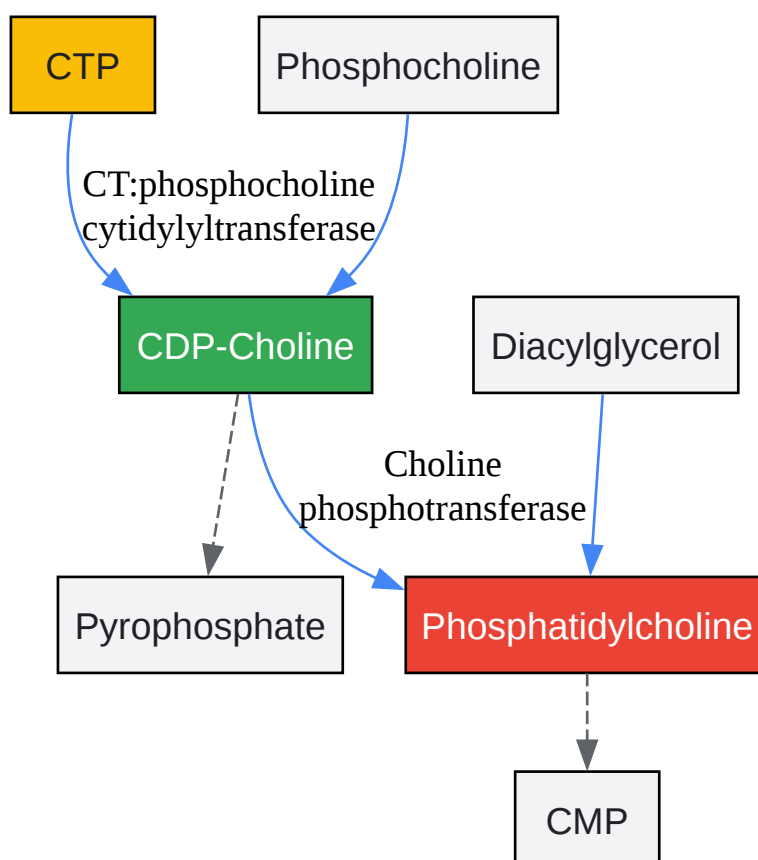 CTP
Phosphocholine
CT:phosphocholine
cytidylyltransferase
CDP-Choline
Diacylglycerol
Choline
phosphotransferase
Pyrophosphate
Phosphatidylcholine
CMP